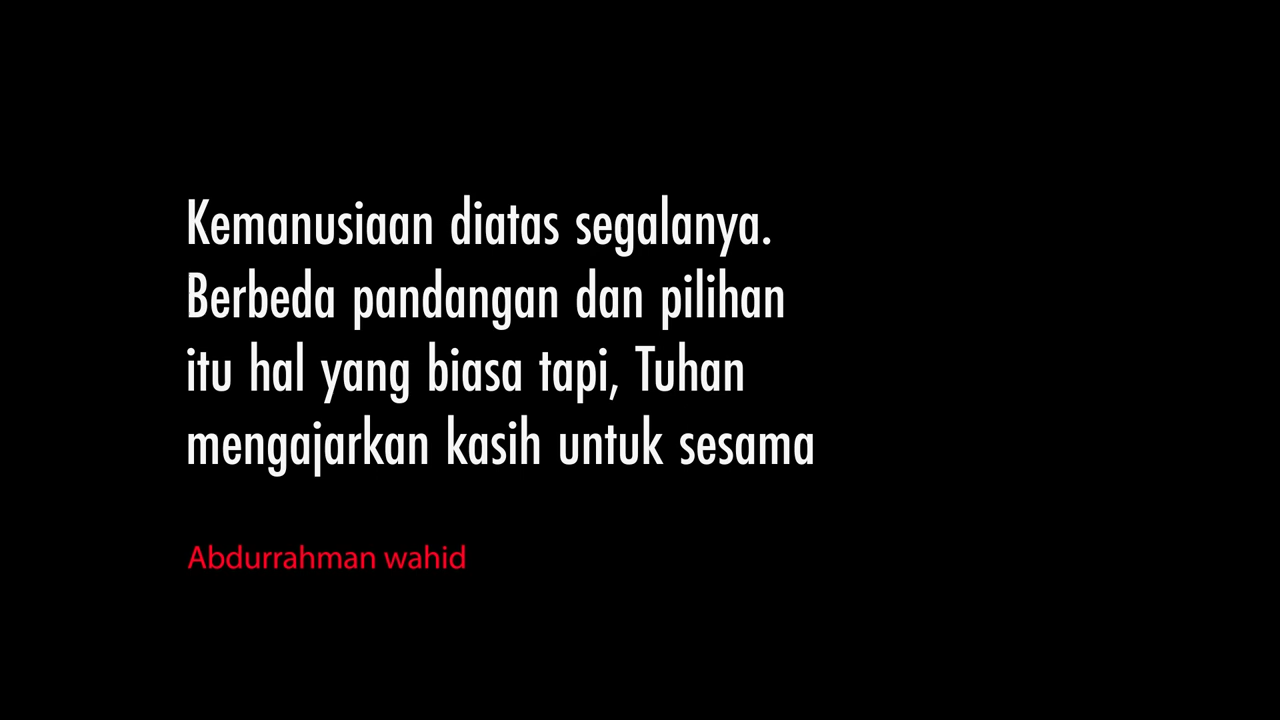 Kemanusiaan diatas segalanya.
Berbeda pandangan dan pilihan
itu hal yang biasa tapi, Tuhan
mengajarkan kasih untuk sesama
Abdurrahman wahid